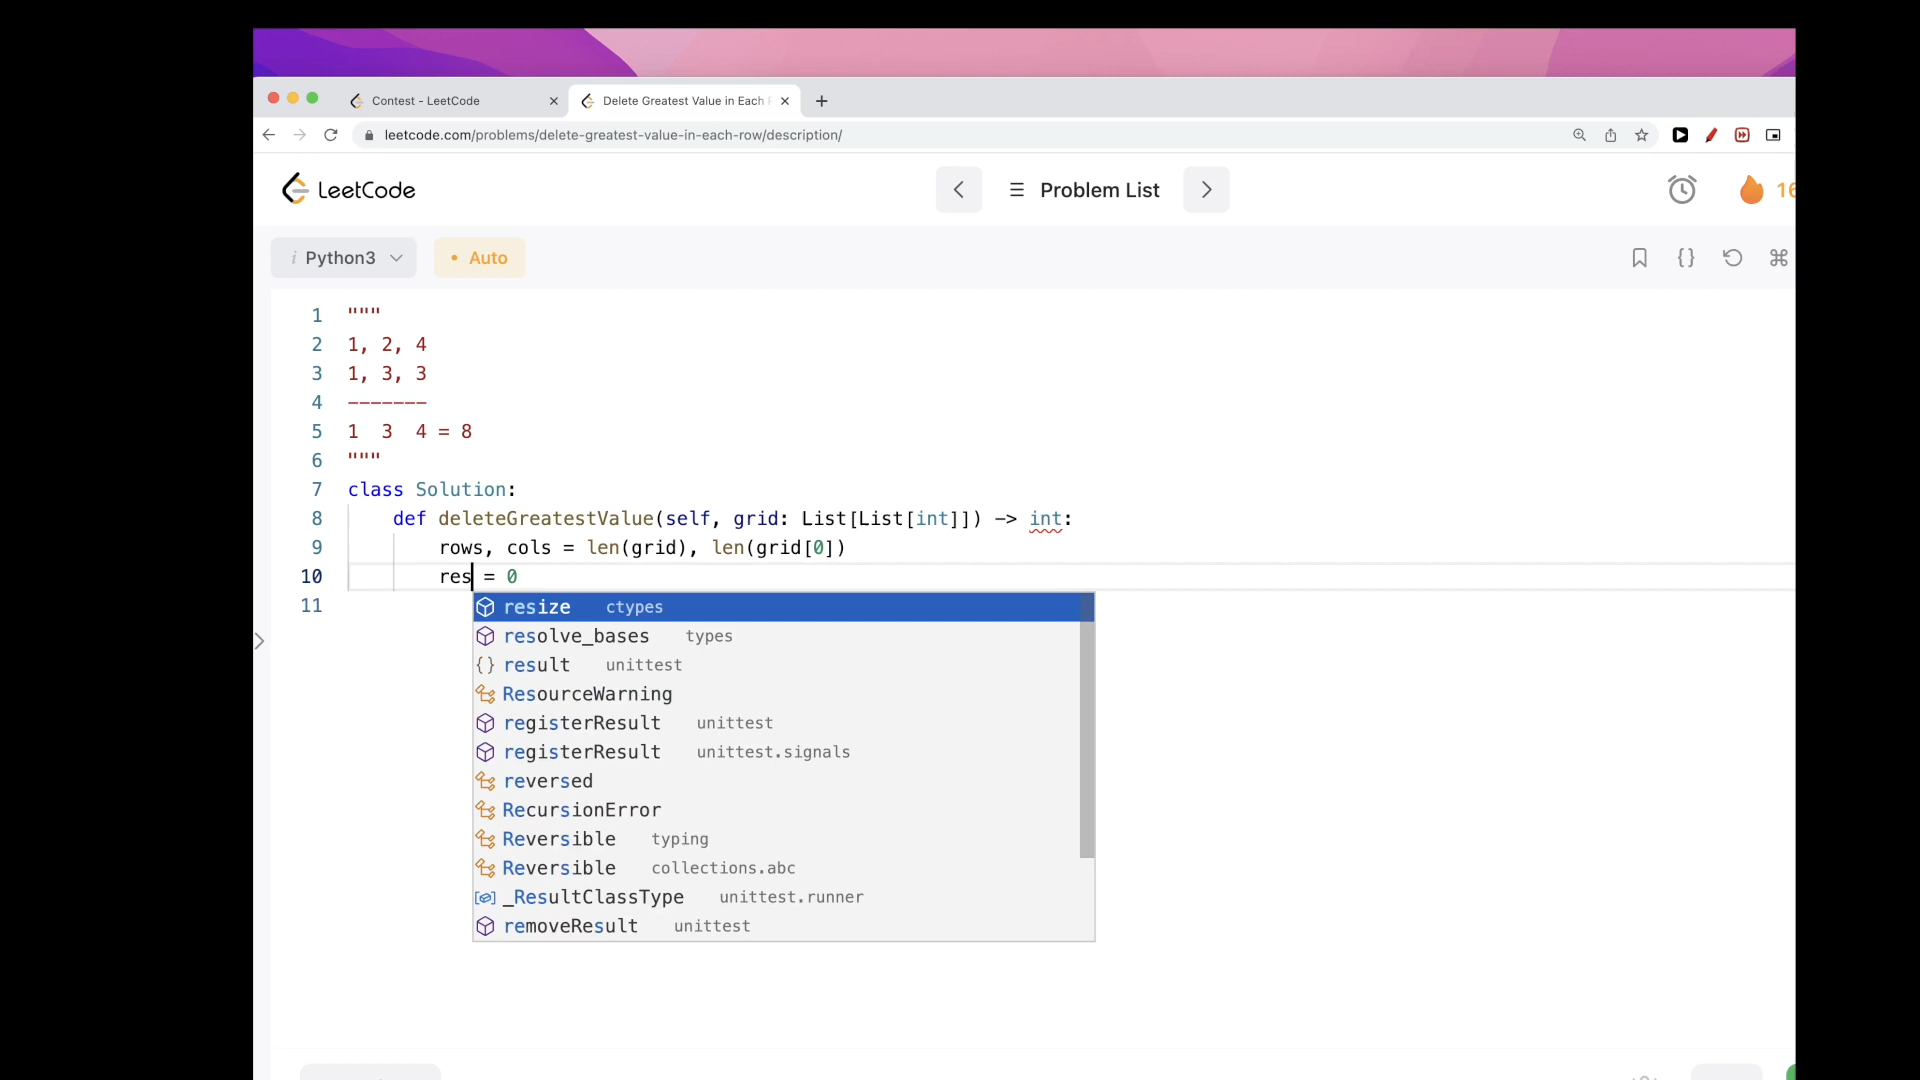 Contest - LeetCode
Delete Greatest Value in Each
leetcode.com/problems/delete-greatest-value-in-each-row/description/
LeetCode
Problem List
16
Python3
Auto
1 """
2 1, 2, 4
3 1, 3, 3
4 -------
5 1  3  4 = 8
6 """
7 class Solution:
8 def deleteGreatestValue(self, grid: List[List[int]]) -> int:
9 rows, cols = len(grid), len(grid[0])
10 res = 0
11
resize ctypes
resolve_bases types
{} result unittest
ResourceWarning
registerResult unittest
registerResult unittest.signals
reversed
RecursionError
Reversible typing
Reversible collections.abc
_ResultClassType unittest.runner
removeResult unittest